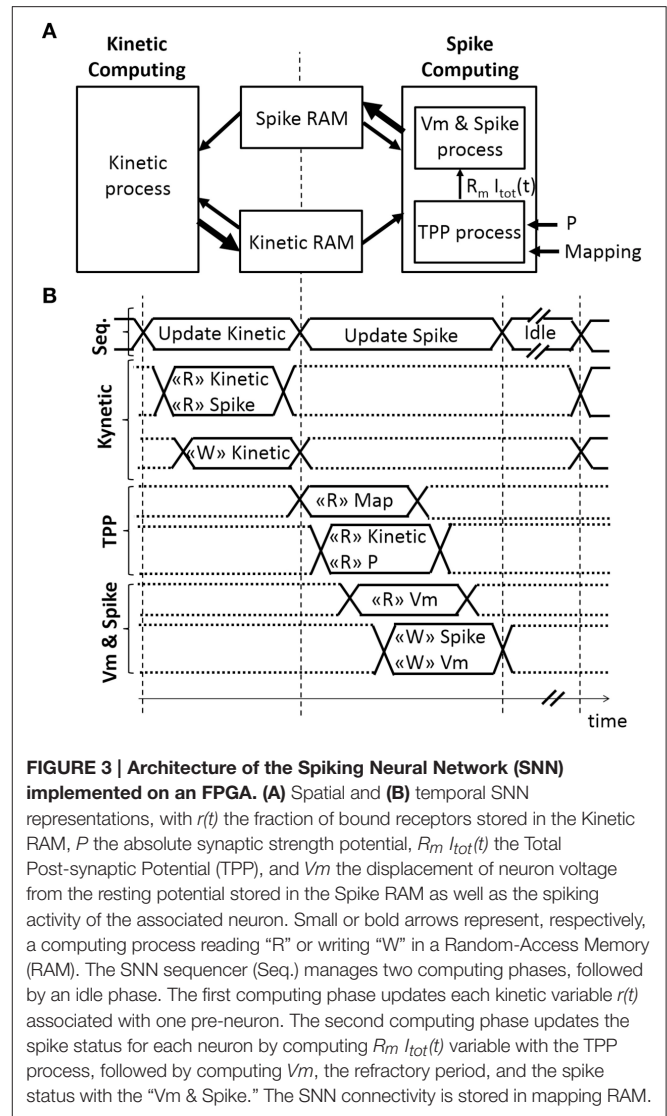 A
Kinetic
Computing
Spike
Computing
Spike RAM
Vm & Spike
process
Kinetic
process
Rm Itot(t)
Kinetic RAM
TPP process
P
Mapping
B
Seq.
Update Kinetic
Update Spike
Idle
Kynetic
«R» Kinetic
«R» Spike
«W» Kinetic
TPP
«R» Map
«R» Kinetic
«R» P
Vm & Spike
«R» Vm
«W» Spike
«W» Vm
time
FIGURE 3 | Architecture of the Spiking Neural Network (SNN)
implemented on an FPGA. (A) Spatial and (B) temporal SNN
representations, with r(t) the fraction of bound receptors stored in the Kinetic
RAM, P the absolute synaptic strength potential, Rm Itot(t) the Total
Post-synaptic Potential (TPP), and Vm the displacement of neuron voltage
from the resting potential stored in the Spike RAM as well as the spiking
activity of the associated neuron. Small or bold arrows represent, respectively,
a computing process reading “R” or writing “W” in a Random-Access Memory
(RAM). The SNN sequencer (Seq.) manages two computing phases, followed
by an idle phase. The first computing phase updates each kinetic variable r(t)
associated with one pre-neuron. The second computing phase updates the
spike status for each neuron by computing Rm Itot(t) variable with the TPP
process, followed by computing Vm, the refractory period, and the spike
status with the “Vm & Spike.” The SNN connectivity is stored in mapping RAM.